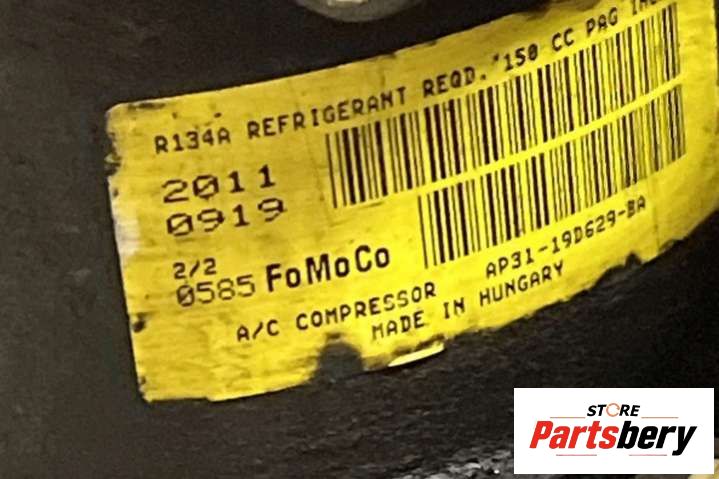 R134A REFRIGERANT REQD. "150 CC PAG
2011
0919
2/2
0585 FoMoCo
AP31-19D629-BA
A/C COMPRESSOR
MADE IN HUNGARY
STORE
Partsbery